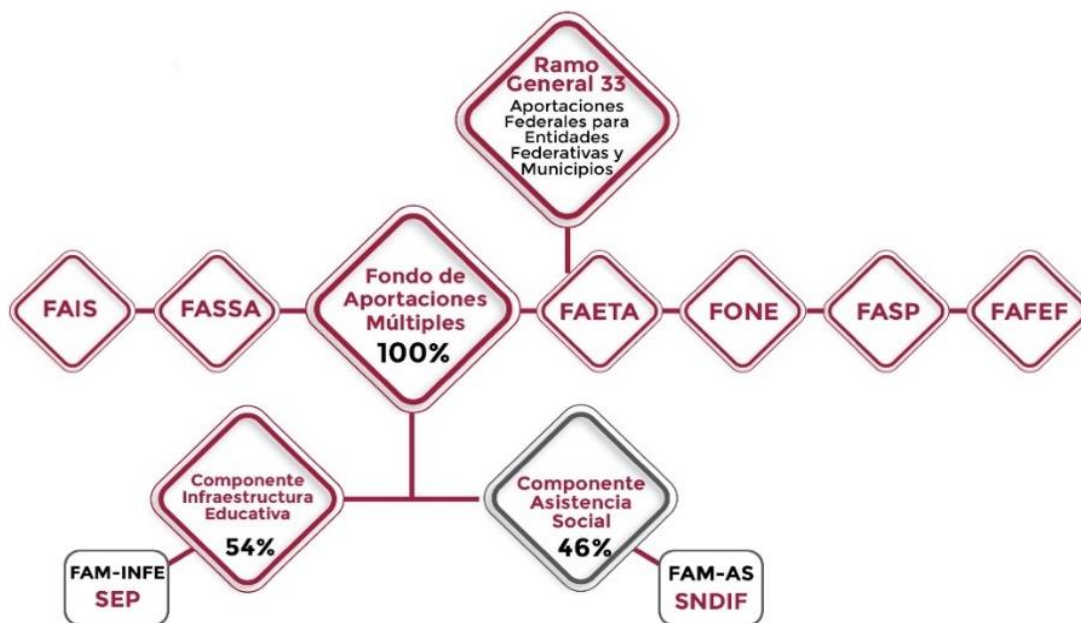 Ramo
General 33
Aportaciones
Federales para
Entidades
Federativas y
Municipios
FAIS
FASSA
Fondo de
Aportaciones
Múltiples
100%
FAETA
FONE
FASP
FAFEF
Componente
Infraestructura
Educativa
54%
Componente
Asistencia
Social
46%
FAM-INFE
SEP
FAM-AS
SNDIF